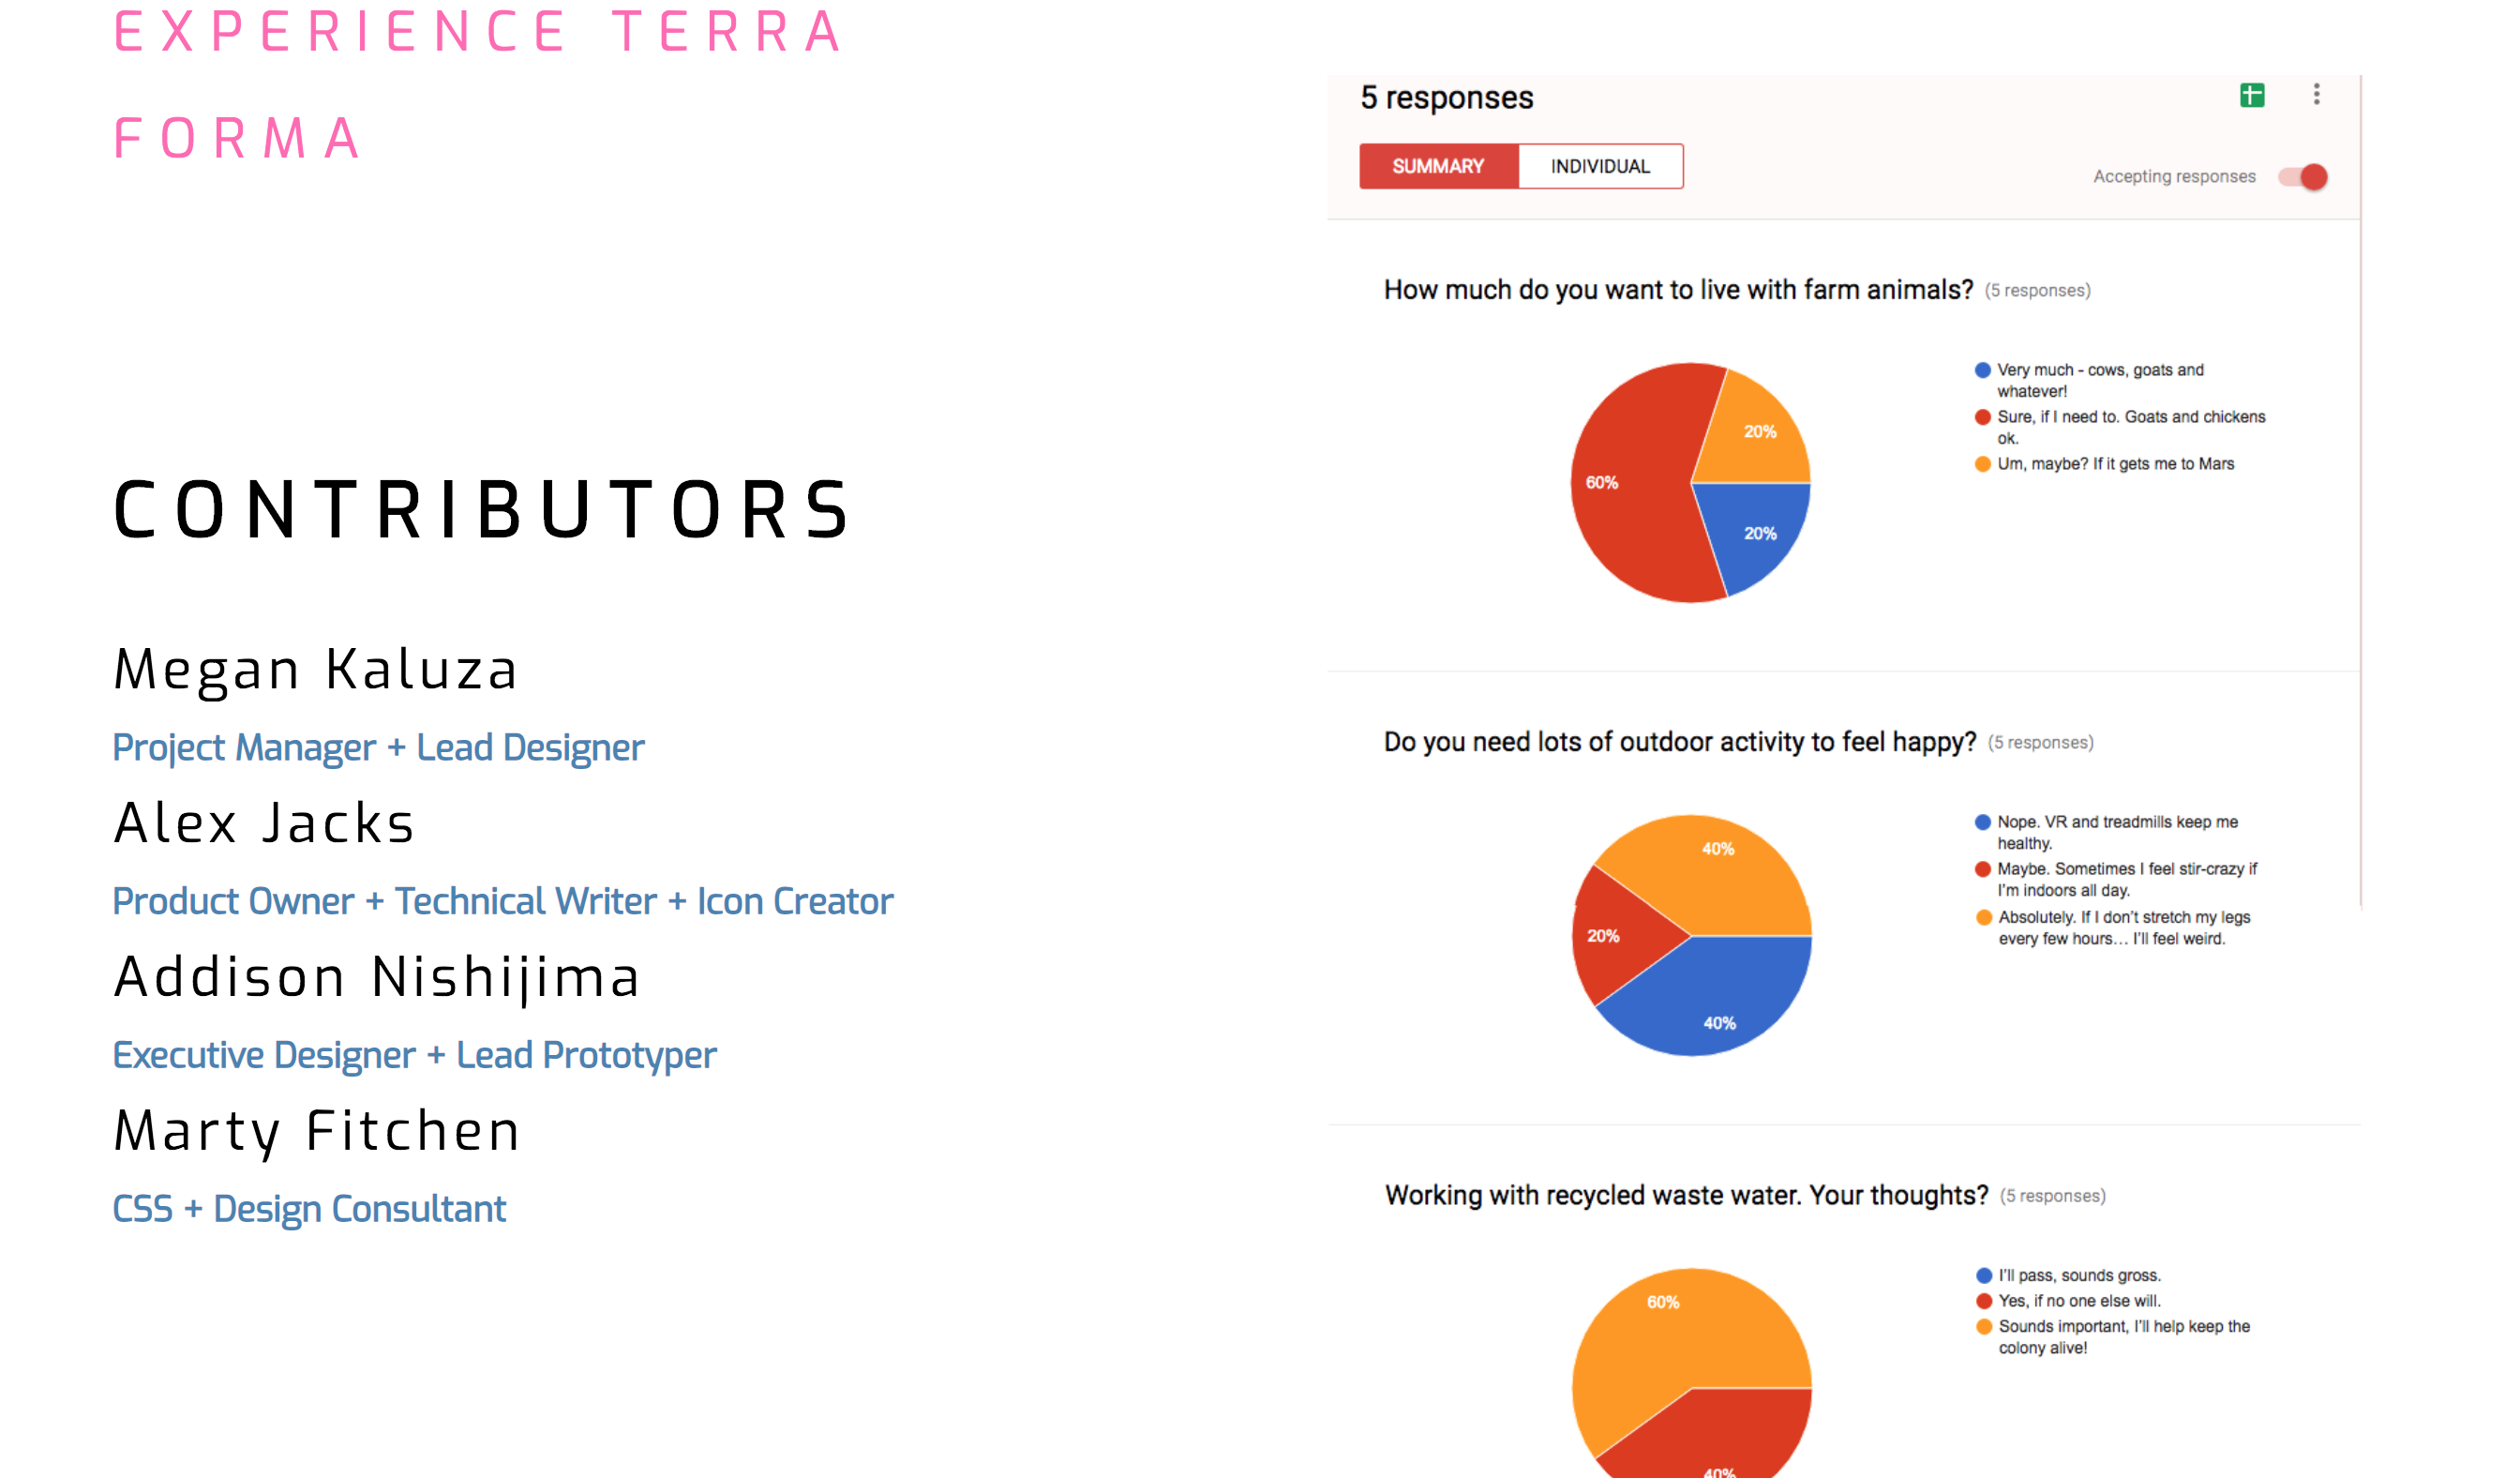 EXPERIENCE TERRA
FORMA
CONTRIBUTORS
Megan Kaluza
Project Manager + Lead Designer
Alex Jacks
Product Owner + Technical Writer + Icon Creator
Addison Nishijima
Executive Designer + Lead Prototyper
Marty Fitchen
CSS + Design Consultant
5 responses
SUMMARY INDIVIDUAL
Accepting responses
How much do you want to live with farm animals? (5 responses)
20%
60%
20%
Very much - cows, goats and
whatever!
Sure, if I need to. Goats and chickens
ok.
Um, maybe? If it gets me to Mars
Do you need lots of outdoor activity to feel happy? (5 responses)
40%
20%
40%
Nope. VR and treadmills keep me
healthy.
Maybe. Sometimes I feel stir-crazy if
I'm indoors all day.
Absolutely. If I don't stretch my legs
every few hours... I'll feel weird.
Working with recycled waste water. Your thoughts? (5 responses)
60%
40%
I'll pass, sounds gross.
Yes, if no one else will.
Sounds important, I'll help keep the
colony alive!